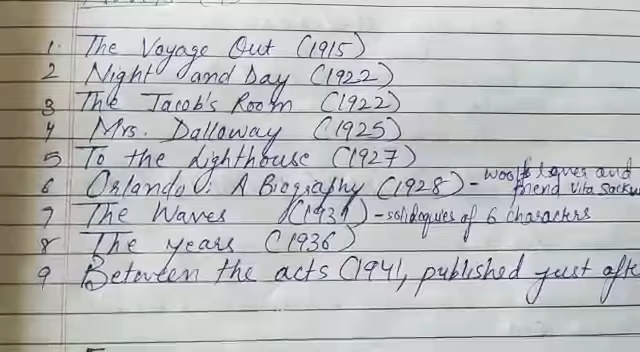 1. The Voyage Out (1915)
2 Night and Day (1922)
3 The Jacob's Room (1922)
4 Mrs. Dalloway (1925)
5 To the Lighthouse (1927)
6 Orlando: A Biography (1928) - Woolf's lover and friend Vita Sackv
7 The Waves (1931) - soliloquies of 6 characters
8 The years (1936)
9 Between the acts (1941, published just afte